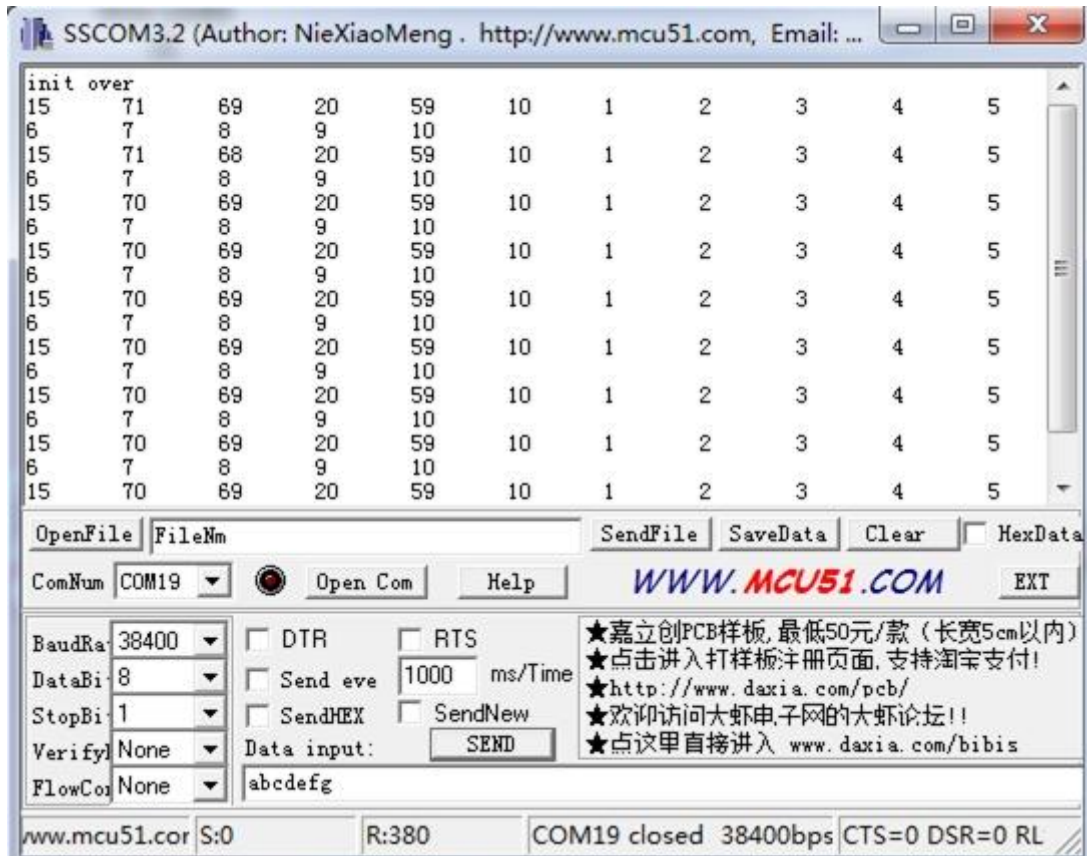 SSCOM3.2 (Author: NieXiaoMeng . http://www.mcu51.com, Email: ...
init over
15 71 69 20 59 10 1 2 3 4 5
6 7 8 9 10
15 71 68 20 59 10 1 2 3 4 5
6 7 8 9 10
15 70 69 20 59 10 1 2 3 4 5
6 7 8 9 10
15 70 69 20 59 10 1 2 3 4 5
6 7 8 9 10
15 70 69 20 59 10 1 2 3 4 5
6 7 8 9 10
15 70 69 20 59 10 1 2 3 4 5
6 7 8 9 10
15 70 69 20 59 10 1 2 3 4 5
6 7 8 9 10
15 70 69 20 59 10 1 2 3 4 5
6 7 8 9 10
15 70 69 20 59 10 1 2 3 4 5
OpenFile FileNm SendFile SaveData Clear HexData
ComNum COM19 Open Com Help WWW.MCU51.COM EXT
BaudRa 38400 DTR RTS
DataBi 8 Send eve 1000 ms/Time
StopBi 1 SendHEX SendNew
Verify None Data input: SEND
FlowCo None abcdefg
★嘉立创PCB样板,最低50元/款(长宽5cm以内)
★点击进入打样板注册页面,支持淘宝支付!
★http://www.daxia.com/pcb/
★欢迎访问大虾电子网的大虾论坛!!
★点这里直接进入 www.daxia.com/bibis
www.mcu51.cor S:0 R:380 COM19 closed 38400bps CTS=0 DSR=0 RL